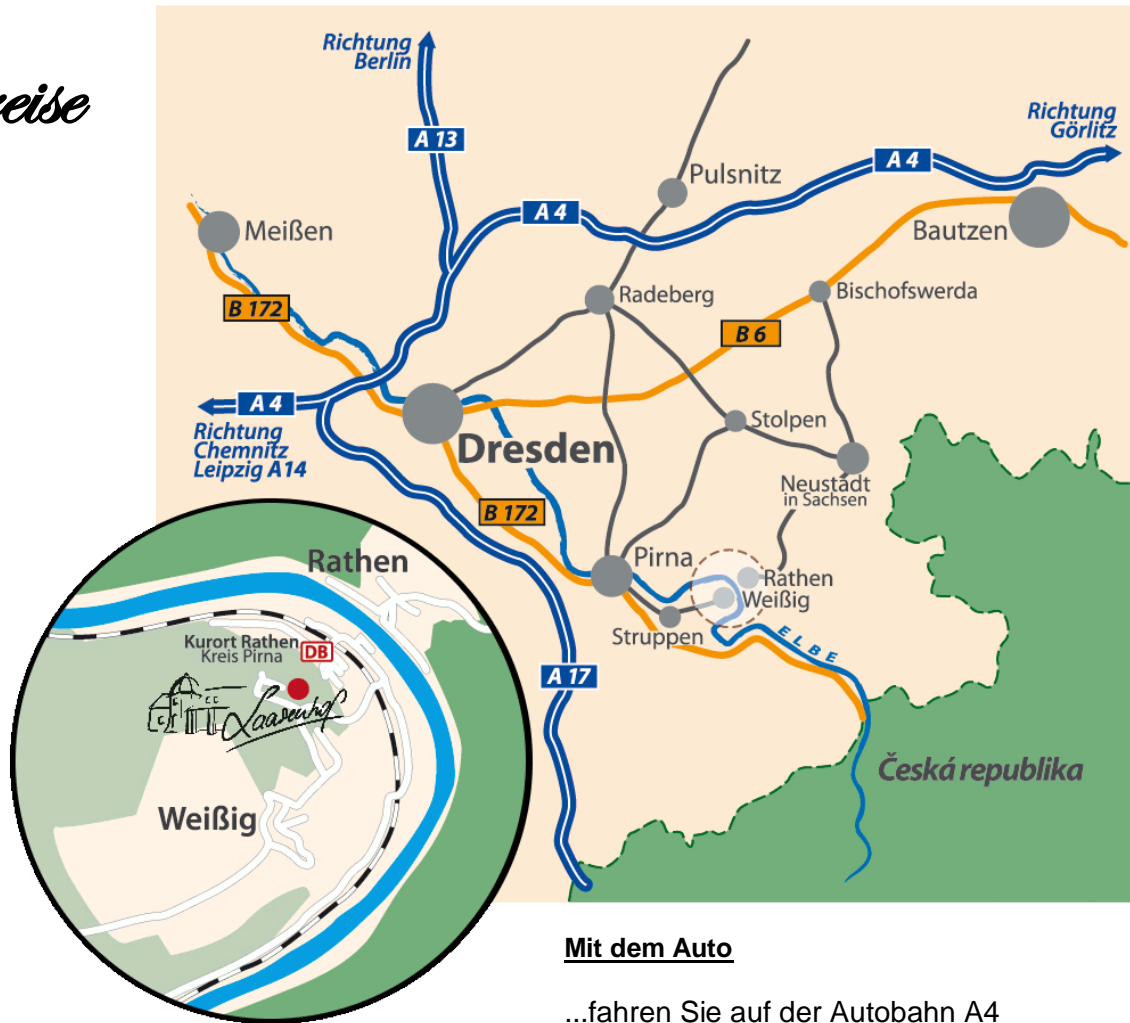 Richtung
Berlin
A 13
Richtung
Görlitz
A 4
Pulsnitz
A 4
Meißen
Bautzen
Radeberg
Bischofswerda
B 172
B 6
A 4
Richtung
Chemnitz
Leipzig A14
Dresden
Stolpen
Neustadt
in Sachsen
B 172
Pirna
Rathen
Weißig
Struppen
ELBE
A 17
Česká republika
Rathen
Kurort Rathen
Kreis Pirna
DB
Laasenhof
Weißig
Mit dem Auto
...fahren Sie auf der Autobahn A4